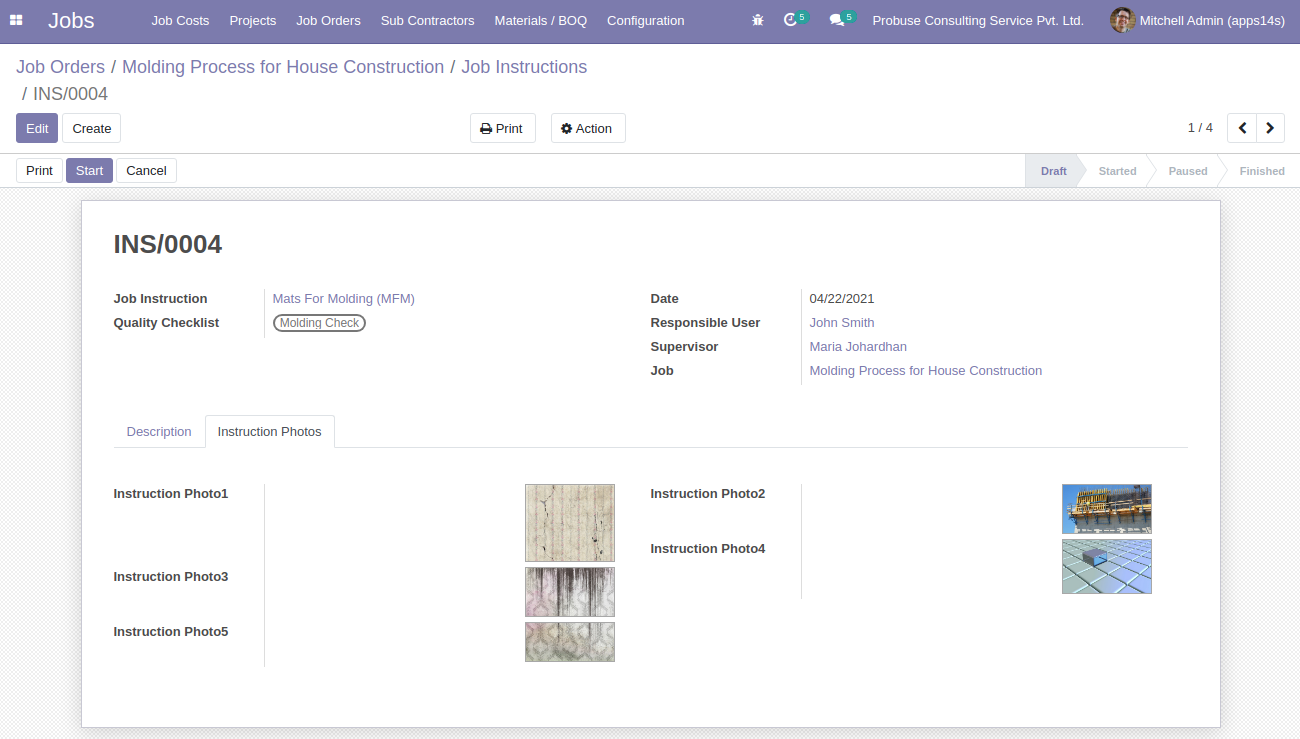 Jobs Job Costs Projects Job Orders Sub Contractors Materials / BOQ Configuration 5 5 Probuse Consulting Service Pvt. Ltd. Mitchell Admin (apps14s)
Job Orders / Molding Process for House Construction / Job Instructions
/ INS/0004
Edit Create Print Action 1 / 4
Print Start Cancel Draft Started Paused Finished
INS/0004
Job Instruction Mats For Molding (MFM)
Quality Checklist Molding Check
Date 04/22/2021
Responsible User John Smith
Supervisor Maria Johardhan
Job Molding Process for House Construction
Description Instruction Photos
Instruction Photo1
Instruction Photo3
Instruction Photo5
Instruction Photo2
Instruction Photo4